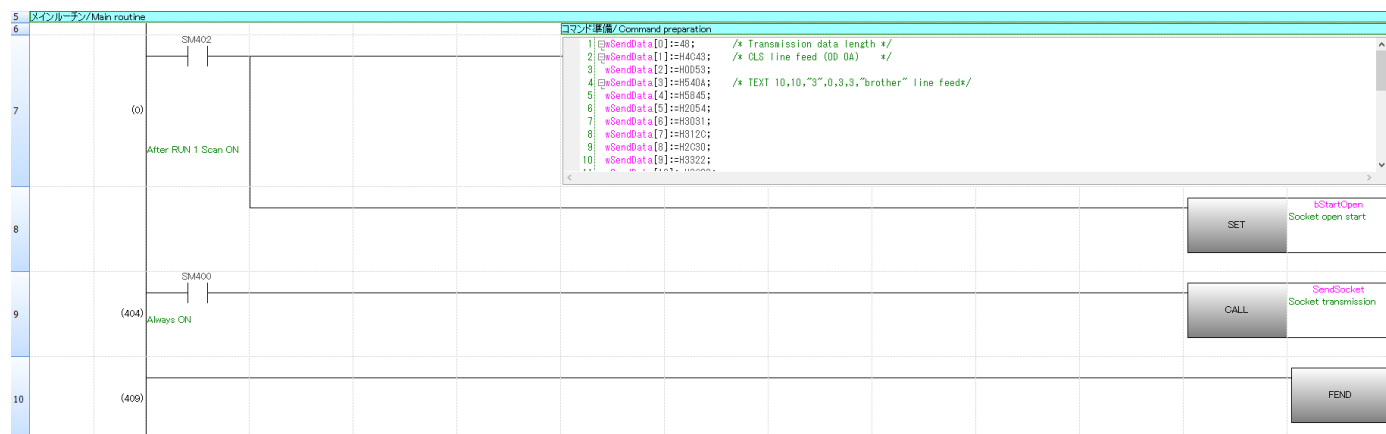 5 メインルーチン/Main routine
6 コマンド準備/Command preparation
SM402
1 wSendData[0]:=48; /* Transmission data length */
2 wSendData[1]:=H4C43; /* CLS line feed (0D 0A) */
3 wSendData[2]:=H0D53;
4 wSendData[3]:=H540A; /* TEXT 10,10,~3~,0,3,3,~brother~ line feed*/
5 wSendData[4]:=H5845;
6 wSendData[5]:=H2054;
7 wSendData[6]:=H3031;
8 wSendData[7]:=H312C;
9 wSendData[8]:=H2C30;
10 wSendData[9]:=H3322;
7 (0)
After RUN 1 Scan ON
8
SET
bStartOpen
Socket open start
SM400
9 (404)
Always ON
CALL
SendSocket
Socket transmission
10 (409)
FEND